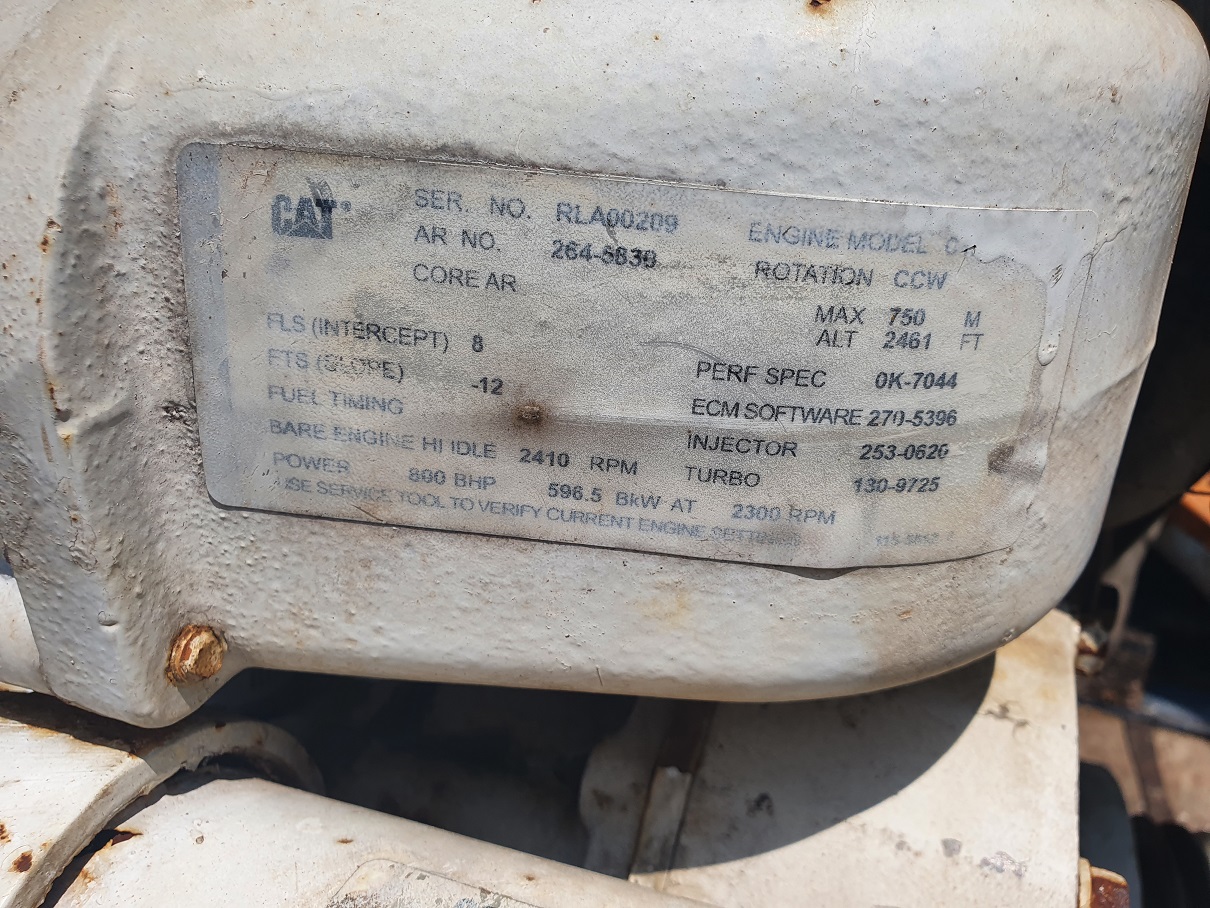 CAT
SER. NO. RLA00209
ENGINE MODEL
AR NO. 264-5830
ROTATION CCW
CORE AR
MAX 750 M
ALT 2461 FT
FLS (INTERCEPT) 8
FTS (SLOPE) -12
PERF SPEC 0K-7044
FUEL TIMING
ECM SOFTWARE 270-5396
BARE ENGINE HI IDLE 2410 RPM
INJECTOR 253-0620
POWER 800 BHP 596.5 BKW AT 2300 RPM
TURBO 130-9725
USE SERVICE TOOL TO VERIFY CURRENT ENGINE SETTINGS